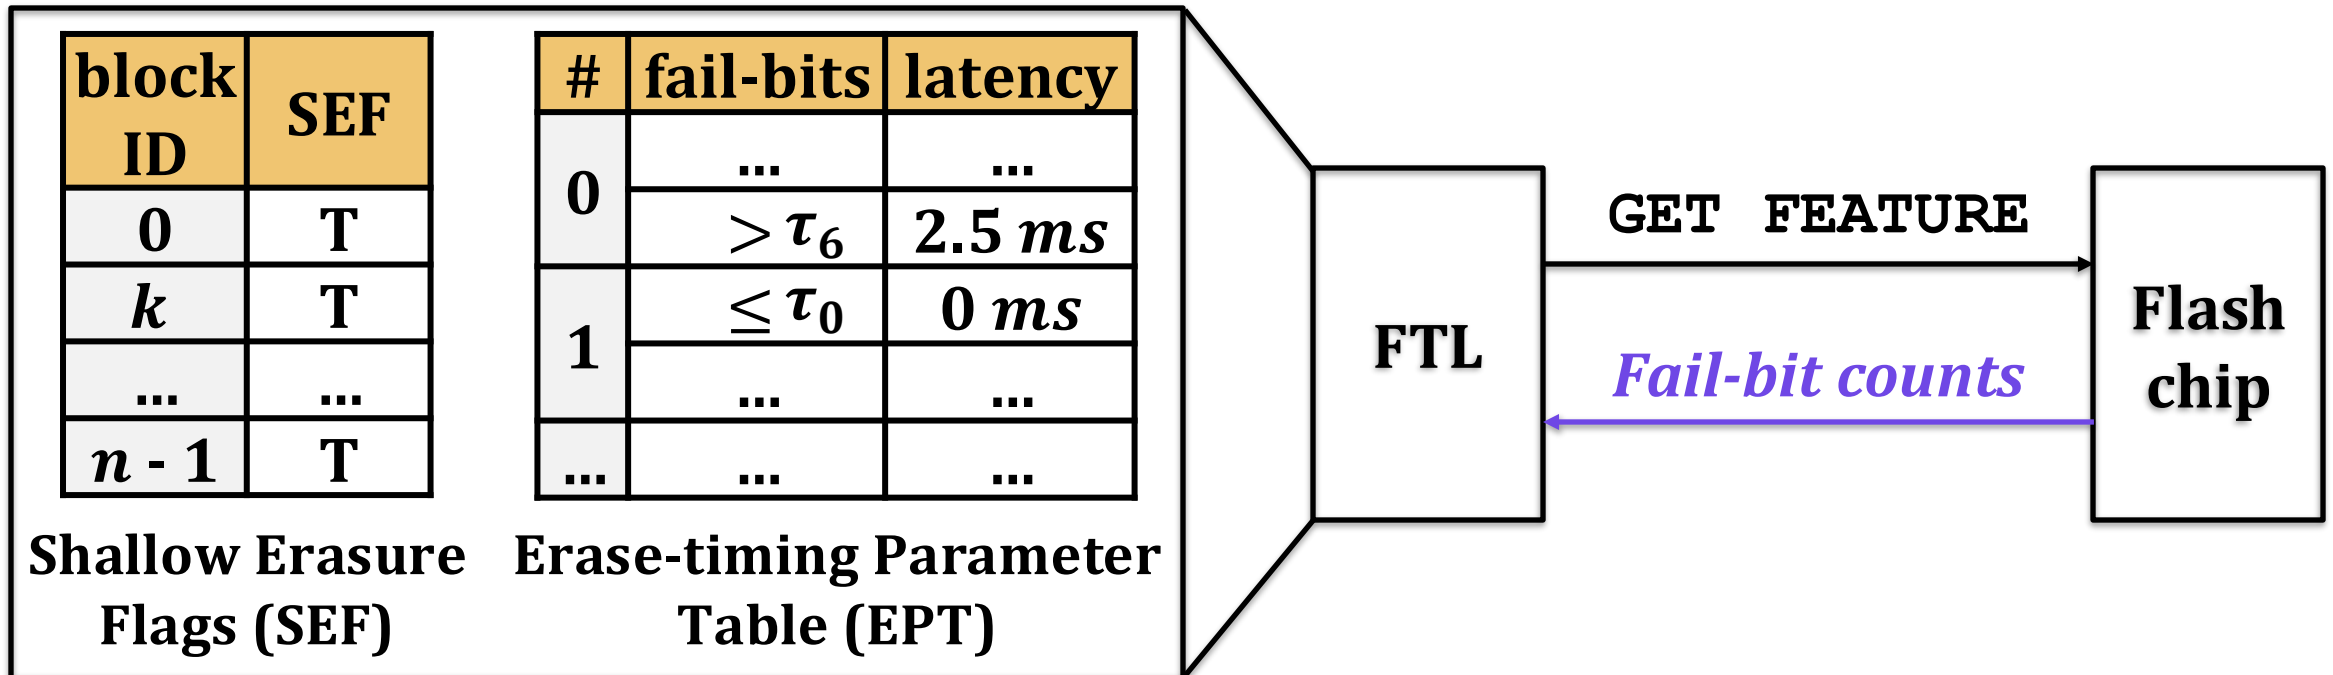 block ID SEF
0 T
k T
... ...
n - 1 T
Shallow Erasure
Flags (SEF)
# fail-bits latency
0 ... ...
> τ6 2.5 ms
1 ≤ τ0 0 ms
... ...
... ... ...
Erase-timing Parameter
Table (EPT)
FTL
GET FEATURE
Fail-bit counts
Flash
chip